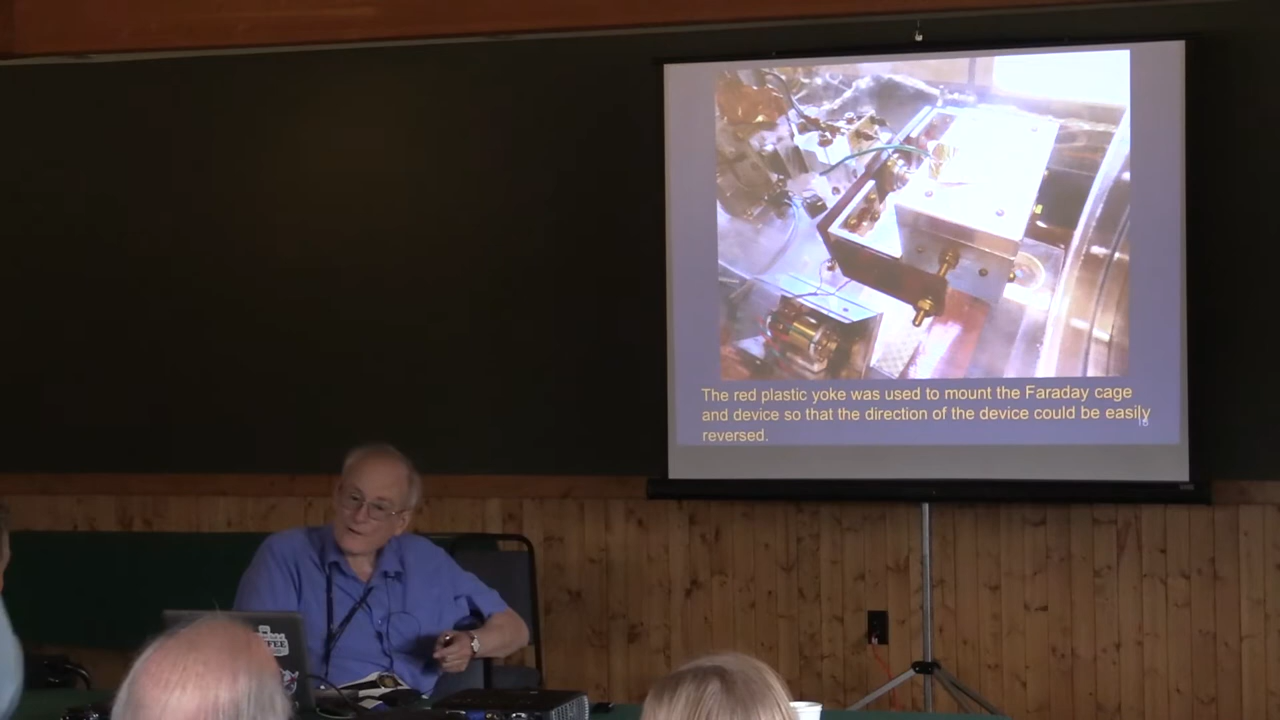 The red plastic yoke was used to mount the Faraday cage
and device so that the direction of the device could be easily
reversed.